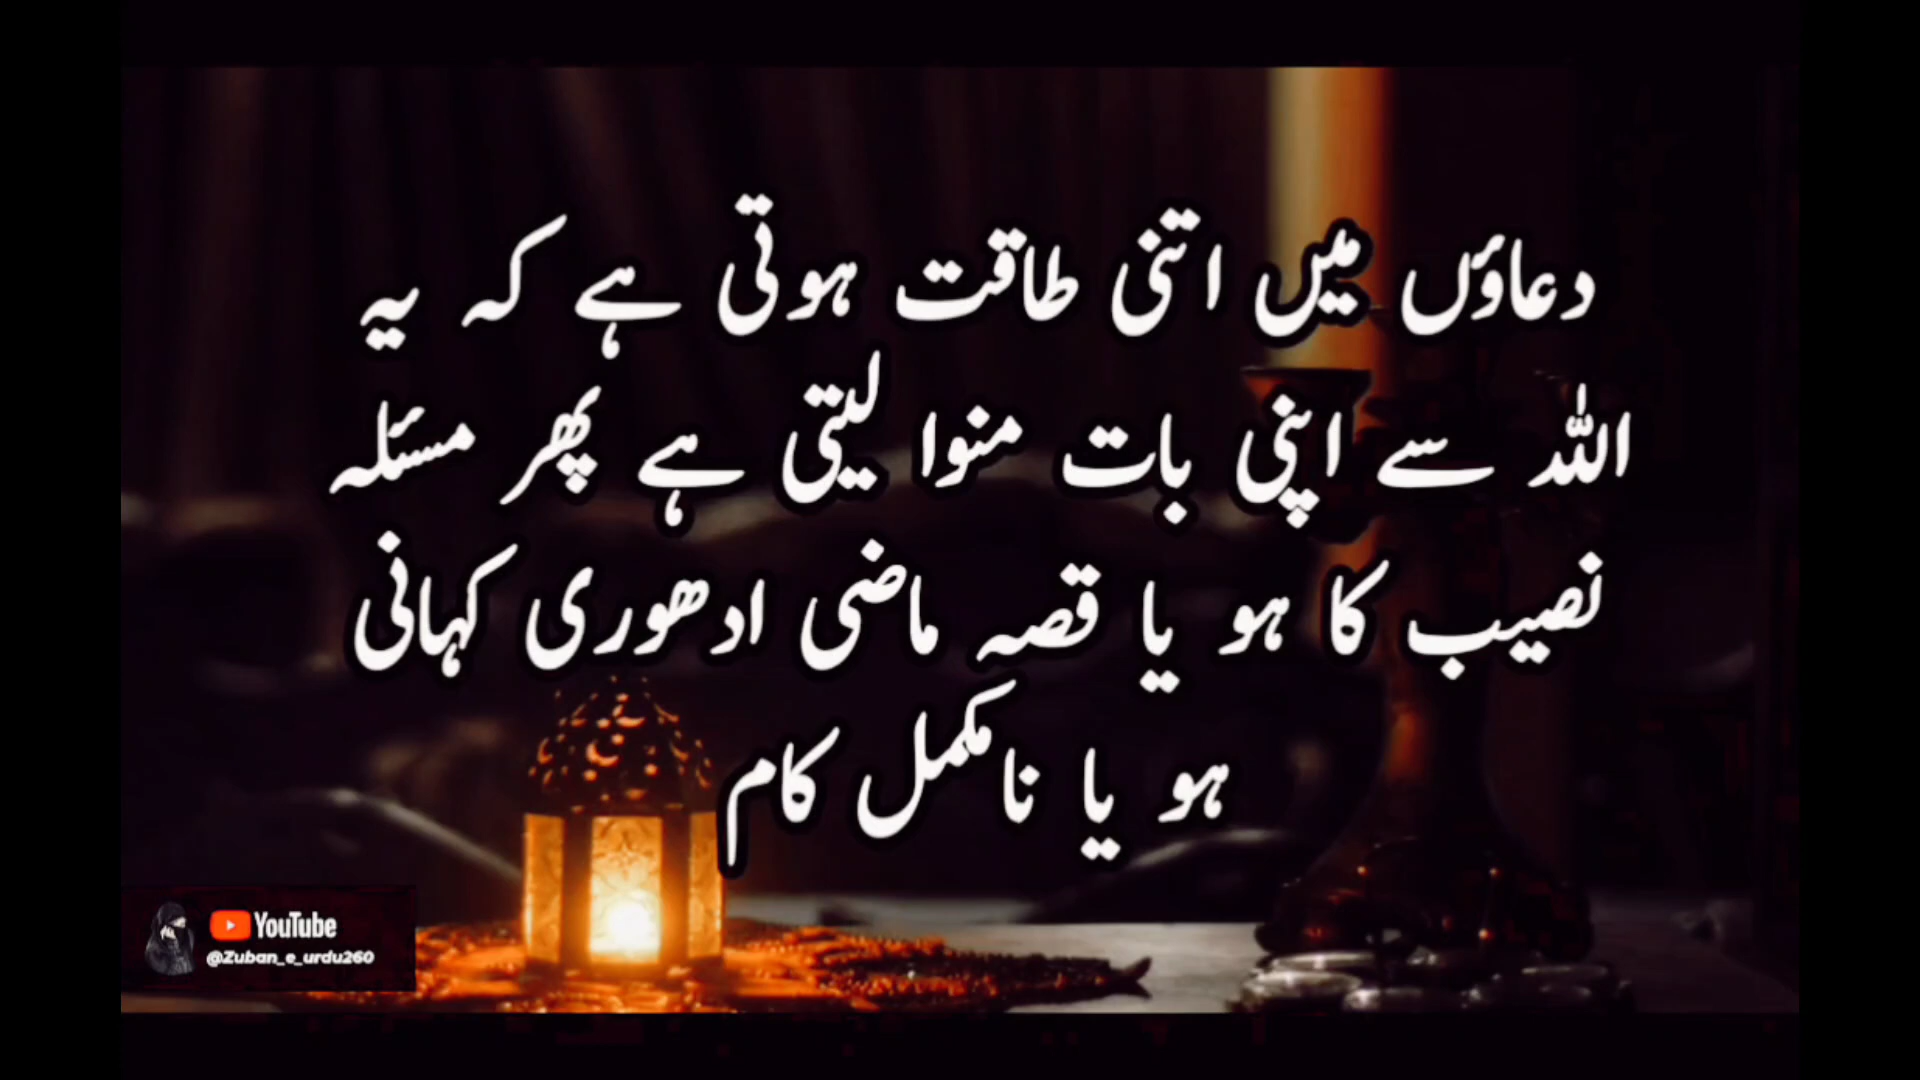 دعاؤں میں اتنی طاقت ہوتی ہے کہ یہ
اللہ سے اپنی بات منوا لیتی ہے پھر مسئلہ
نصیب کا ہو یا قصہ ماضی ادھوری کہانی
ہو یا نامکمل کام
YouTube
@Zuban_e_urdu260